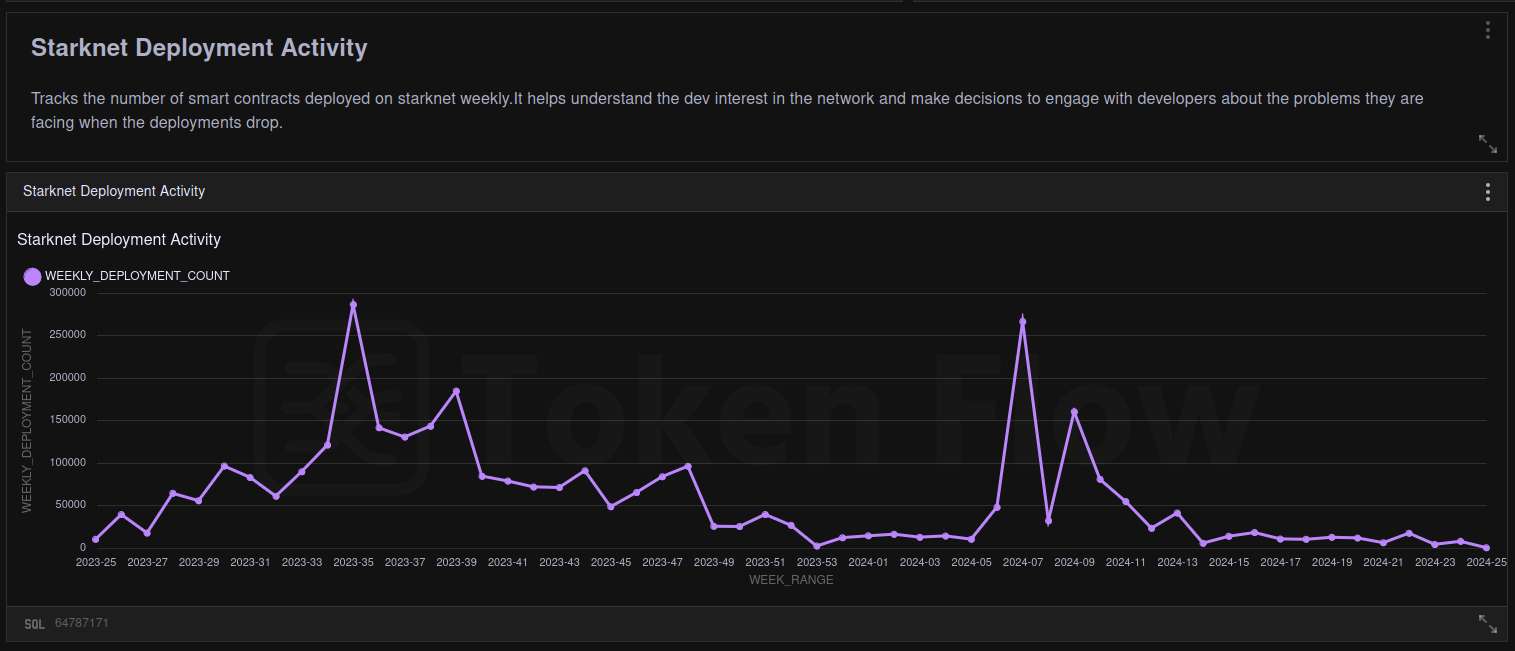 Starknet Deployment Activity
Tracks the number of smart contracts deployed on starknet weekly.It helps understand the dev interest in the network and make decisions to engage with developers about the problems they are
facing when the deployments drop.
Starknet Deployment Activity
Starknet Deployment Activity
WEEKLY_DEPLOYMENT_COUNT
300000
250000
200000
150000
100000
50000
0
WEEKLY_DEPLOYMENT_COUNT
Token Flow
2023-25 2023-27 2023-29 2023-31 2023-33 2023-35 2023-37 2023-39 2023-41 2023-43 2023-45 2023-47 2023-49 2023-51 2023-53 2024-01 2024-03 2024-05 2024-07 2024-09 2024-11 2024-13 2024-15 2024-17 2024-19 2024-21 2024-23 2024-25
WEEK_RANGE
SQL 64787171